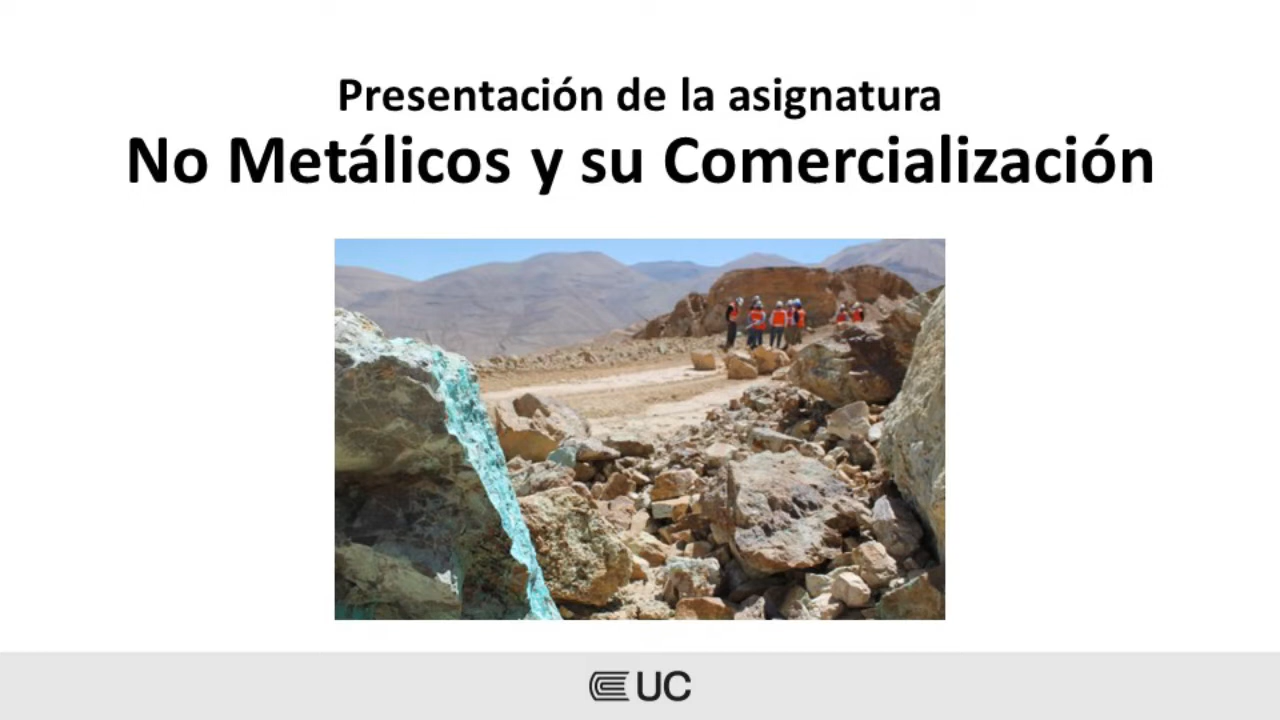 Presentación de la asignatura
No Metálicos y su Comercialización
UC